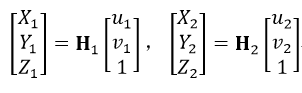 [X₁ Y₁ Z₁] = H₁ [u₁ v₁ 1] , [X₂ Y₂ Z₂] = H₂ [u₂ v₂ 1]